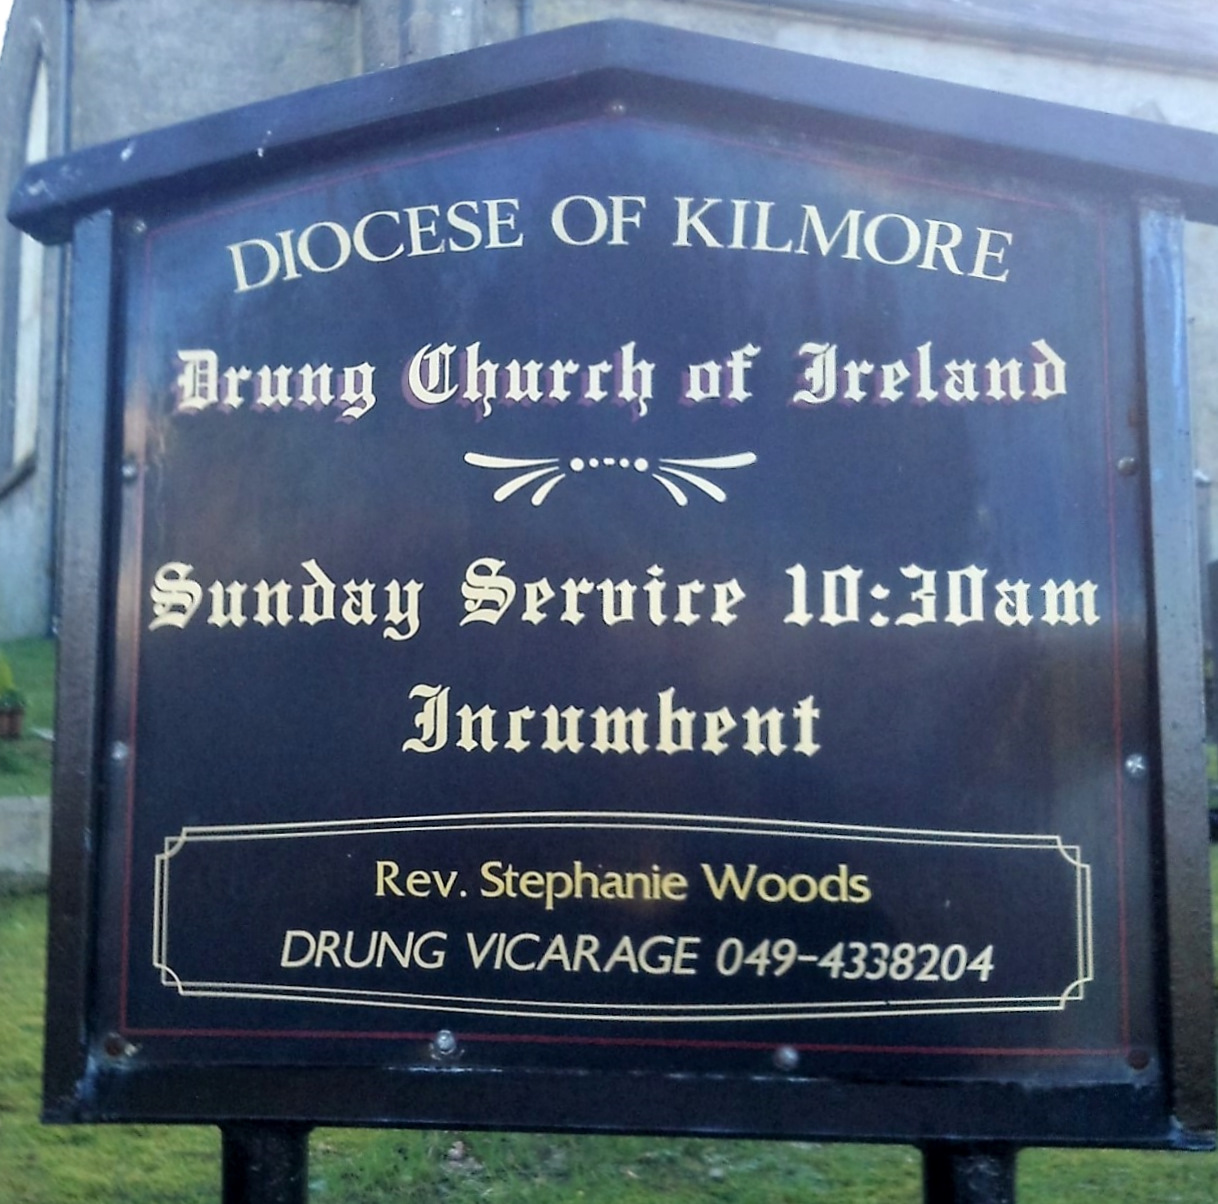 DIOCESE OF KILMORE
Drung Church of Ireland
Sunday Service 10:30am
Incumbent
Rev. Stephanie Woods
DRUNG VICARAGE 049-4338204